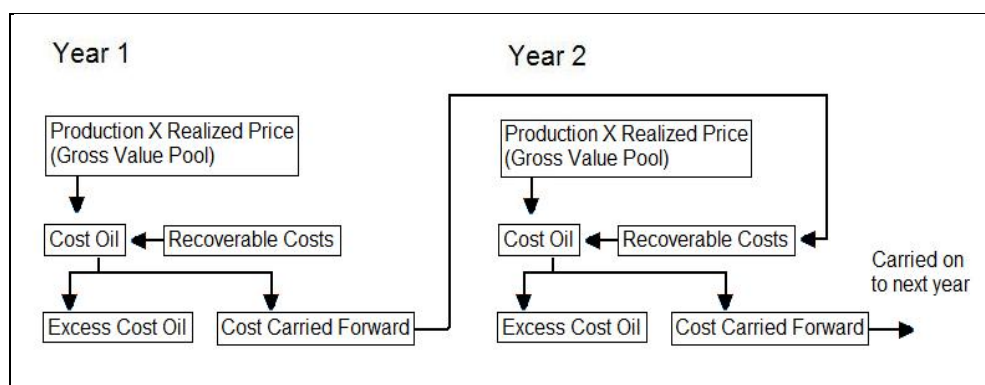 Year 1
Production X Realized Price
(Gross Value Pool)
Cost Oil
Recoverable Costs
Excess Cost Oil
Cost Carried Forward
Year 2
Production X Realized Price
(Gross Value Pool)
Cost Oil
Recoverable Costs
Excess Cost Oil
Cost Carried Forward
Carried on
to next year